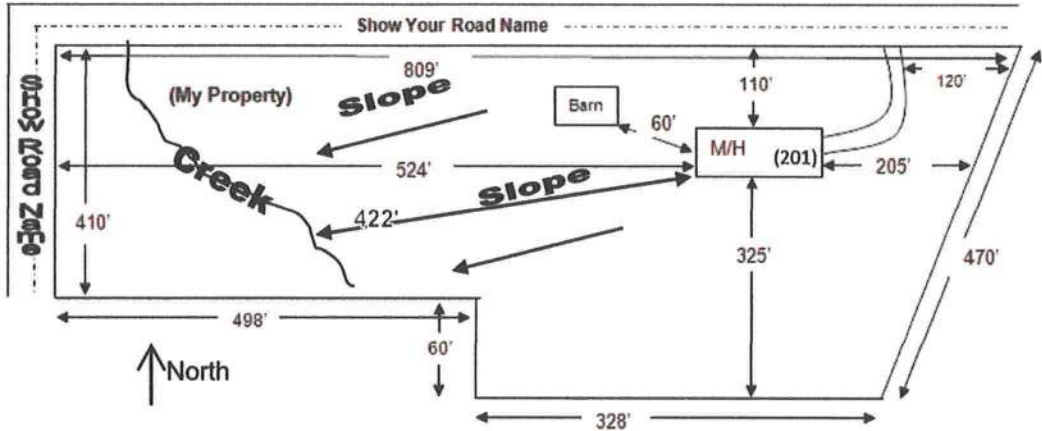 Show Your Road Name
Show Road Name
809'
(My Property)
Slope
110'
120'
Barn
60'
M/H
(201)
Creek
524'
205'
Slope
422'
410'
325'
470'
498'
60'
North
328'